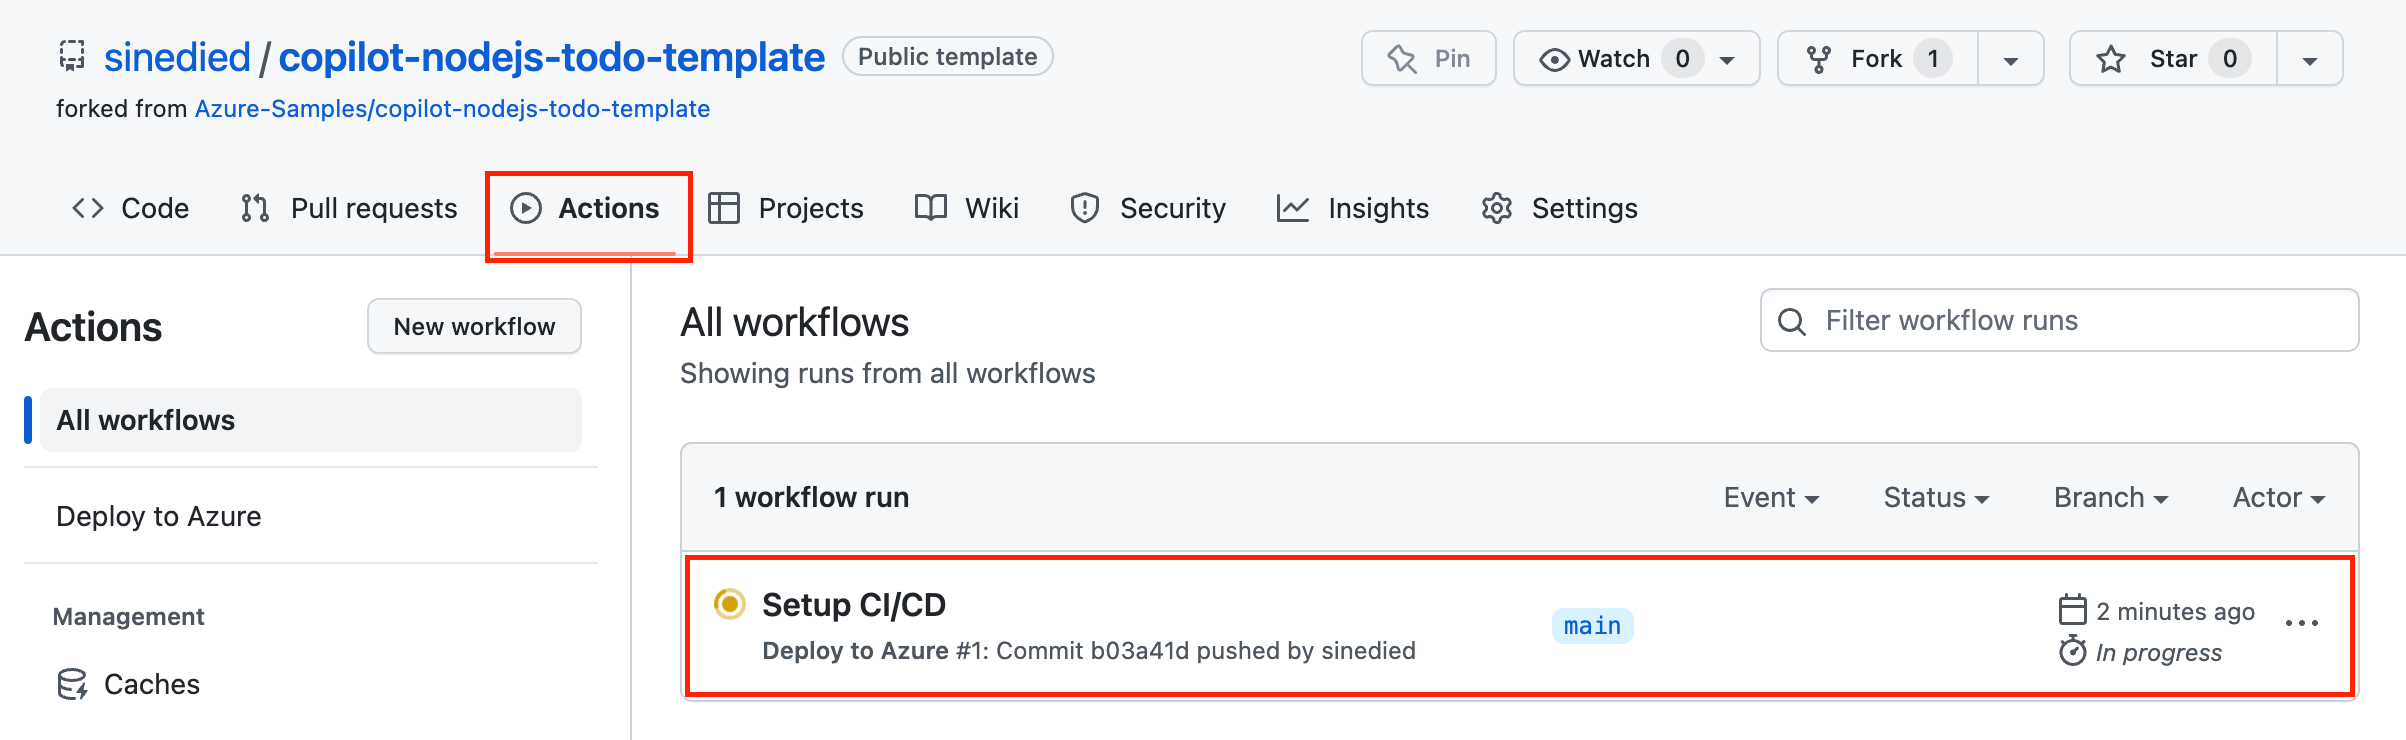 sinedied / copilot-nodejs-todo-template Public template Pin Watch 0 Fork 1 Star 0
forked from Azure-Samples/copilot-nodejs-todo-template
Code Pull requests Actions Projects Wiki Security Insights Settings
Actions New workflow
All workflows
Deploy to Azure
Management
Caches
All workflows
Filter workflow runs
Showing runs from all workflows
1 workflow run Event Status Branch Actor
Setup CI/CD
Deploy to Azure #1: Commit b03a41d pushed by sinedied
main
2 minutes ago
In progress